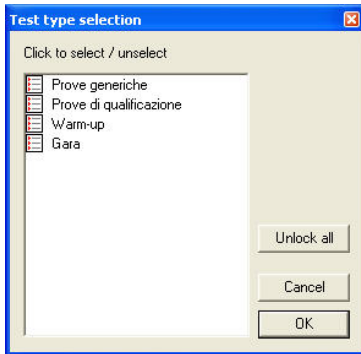 Test type selection
Click to select / unselect
Prove generiche
Prove di qualificazione
Warm-up
Gara
Unlock all
Cancel
OK